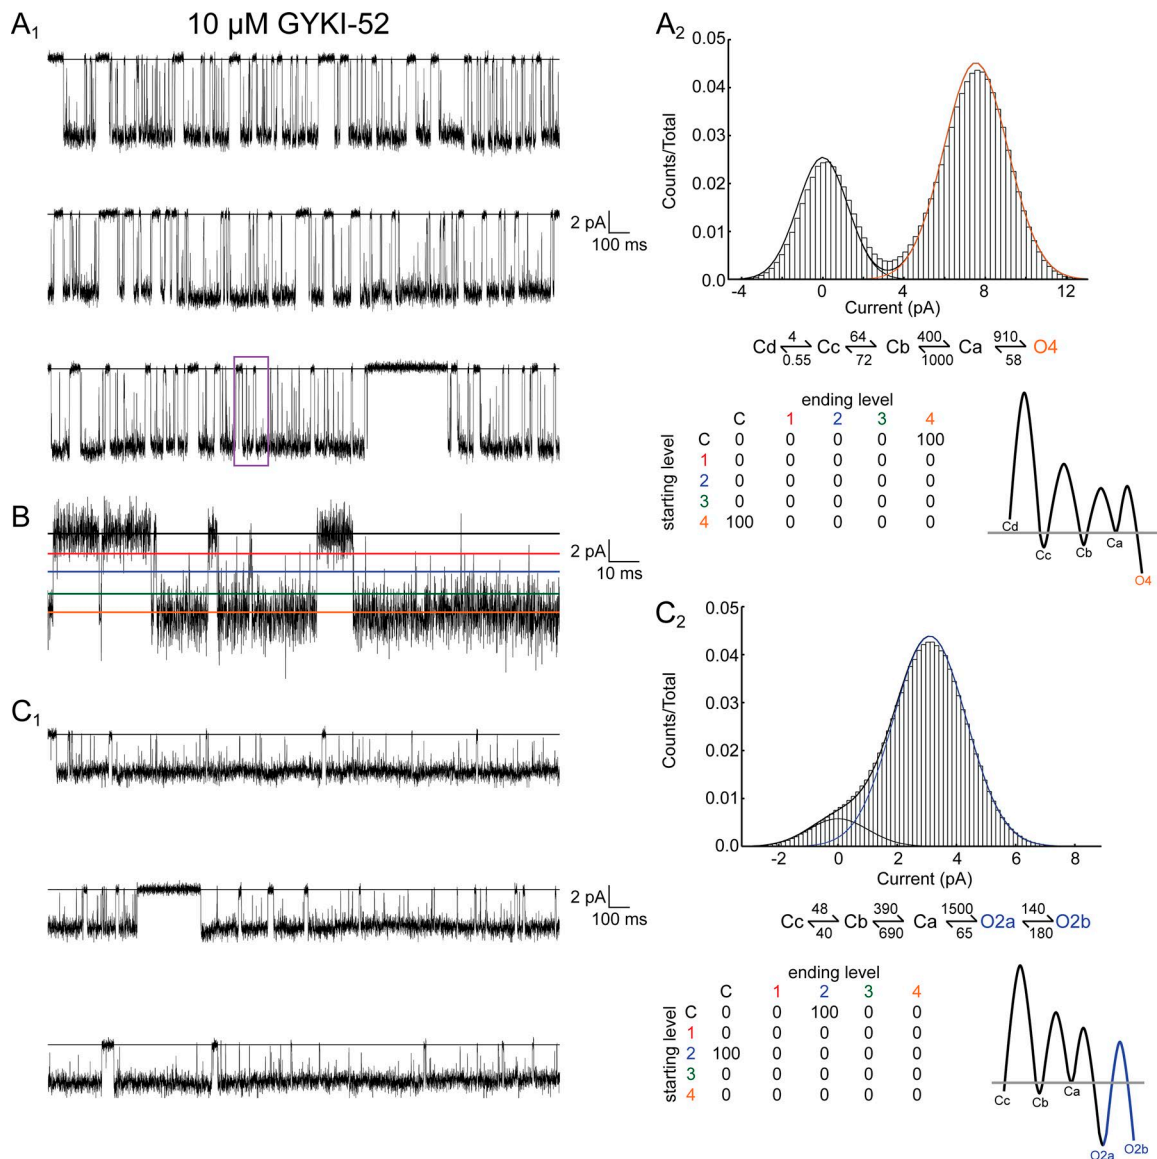 A1
10 µM GYKI-52
2 pA
100 ms
B
2 pA
10 ms
C1
2 pA
100 ms
A2
0.05
0.04
0.03
0.02
0.01
0.0
Counts/Total
-4 0 4 8 12
Current (pA)
4 64 400 910
Cd Cc Cb Ca O4
0.55 72 1000 58
ending level
C 1 2 3 4
starting level
C 0 0 0 0 100
1 0 0 0 0 0
2 0 0 0 0 0
3 0 0 0 0 0
4 100 0 0 0 0
Cd Cc Cb Ca O4
C2
0.05
0.04
0.03
0.02
0.01
0.0
Counts/Total
-2 0 2 4 6 8
Current (pA)
48 390 1500 140
Cc Cb Ca O2a O2b
40 690 65 180
ending level
C 1 2 3 4
starting level
C 0 0 100 0 0
1 0 0 0 0 0
2 100 0 0 0 0
3 0 0 0 0 0
4 0 0 0 0 0
Cc Cb Ca O2a O2b